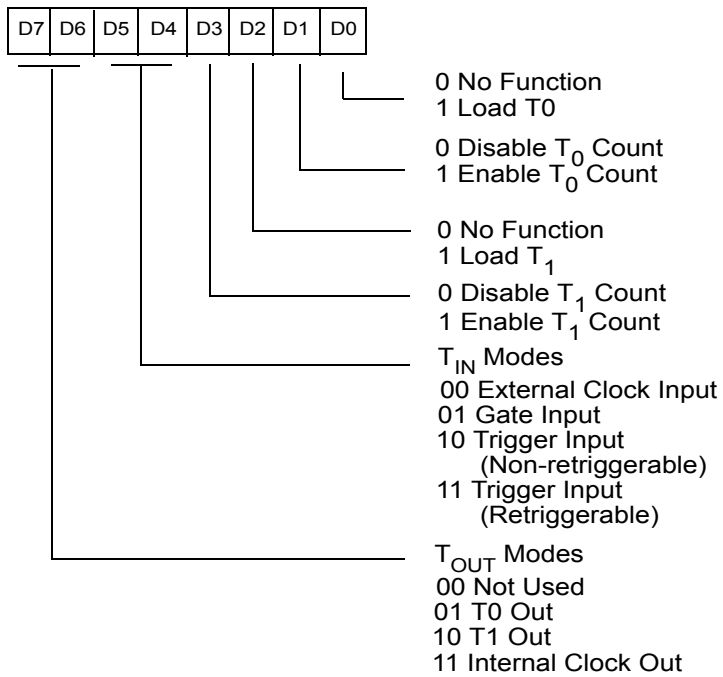 D7 D6 D5 D4 D3 D2 D1 D0
0 No Function
1 Load T0
0 Disable T0 Count
1 Enable T0 Count
0 No Function
1 Load T1
0 Disable T1 Count
1 Enable T1 Count
TIN Modes
00 External Clock Input
01 Gate Input
10 Trigger Input
(Non-retriggerable)
11 Trigger Input
(Retriggerable)
TOUT Modes
00 Not Used
01 T0 Out
10 T1 Out
11 Internal Clock Out